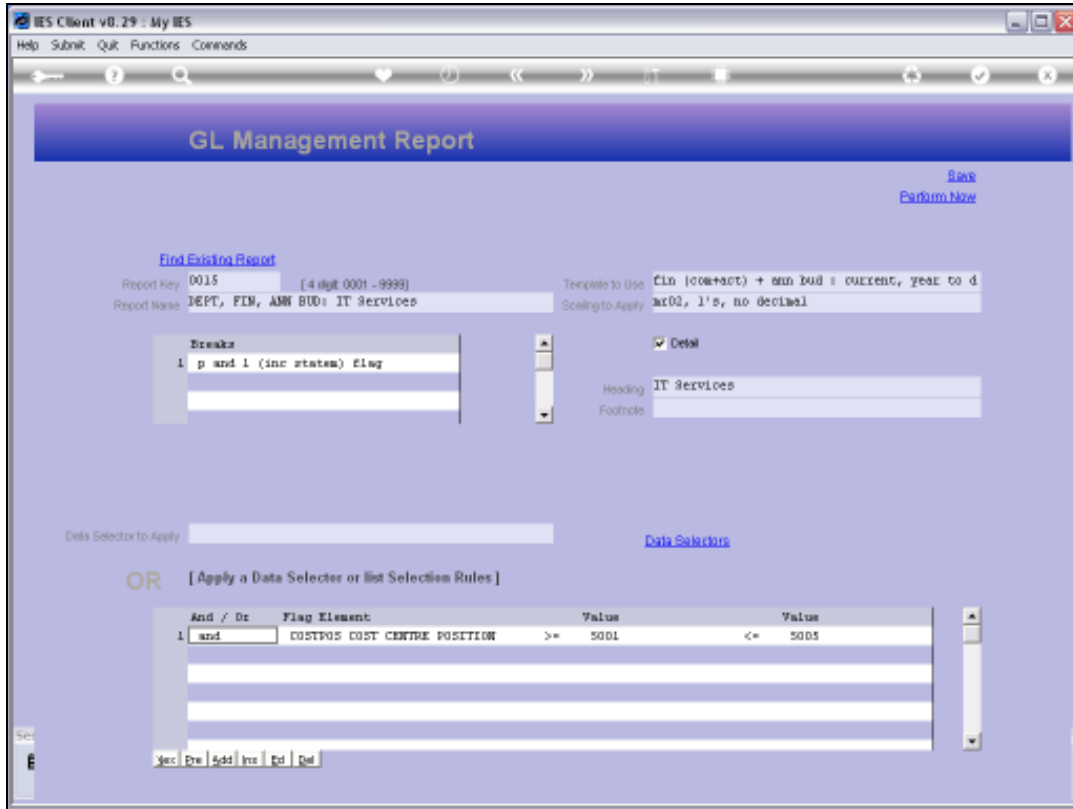 IES Client v8.29 : My IES
Help Submit Quit Functions Commands
GL Management Report
Save
Perform Now
Find Existing Report
Report Key 0015 [ 4 digit: 0001 - 9999]
Template to Use fin (com+act) + ann bud : current, year to d
Report Name DEPT, FIN, ANN BUD: IT Services
Scaling to Apply mr02, 1's, no decimal
Breaks
Detail
1 p and l (inc statem) flag
Heading IT Services
Footnote
Data Selector to Apply
Data Selectors
OR [ Apply a Data Selector or list Selection Rules ]
And / Or Flag Element Value Value
1 and COSTPOS COST CENTRE POSITION >= 5001 <= 5005
Nex Pre Add Ins Ed Del